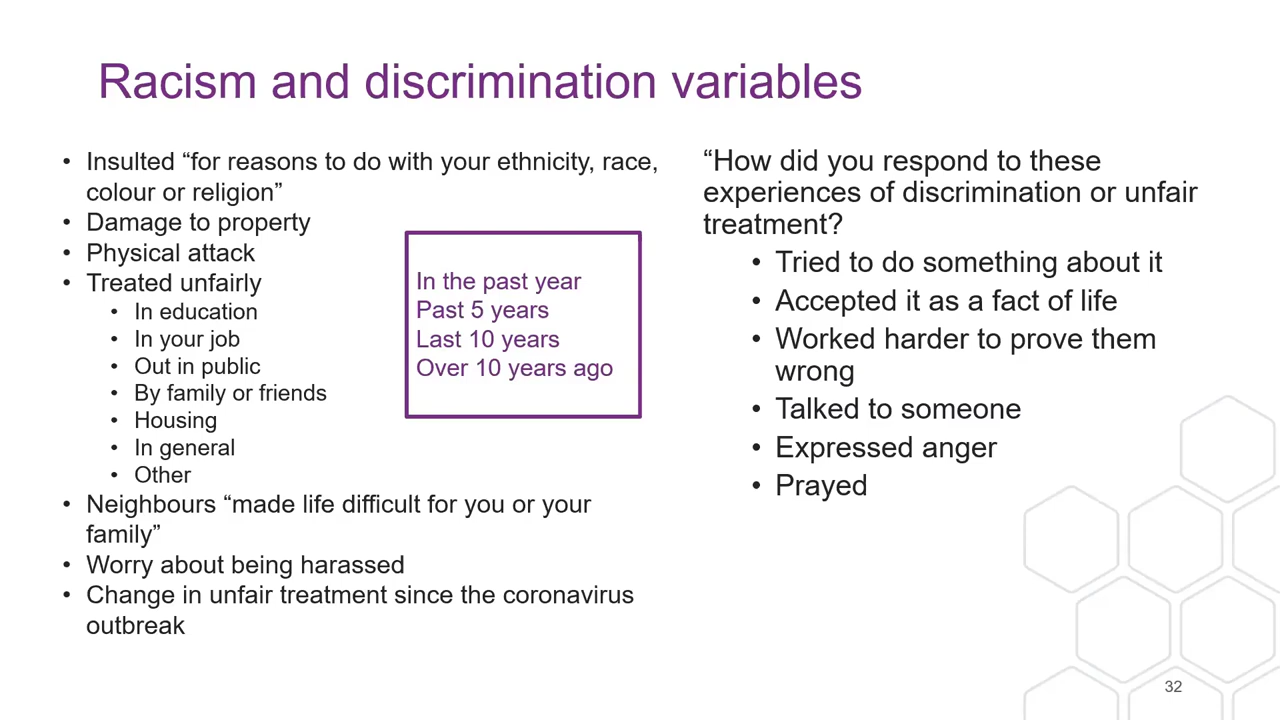 Racism and discrimination variables
• Insulted “for reasons to do with your ethnicity, race,
colour or religion”
• Damage to property
• Physical attack
• Treated unfairly
• In education
• In your job
• Out in public
• By family or friends
• Housing
• In general
• Other
• Neighbours “made life difficult for you or your
family”
• Worry about being harassed
• Change in unfair treatment since the coronavirus
outbreak
In the past year
Past 5 years
Last 10 years
Over 10 years ago
“How did you respond to these
experiences of discrimination or unfair
treatment?
• Tried to do something about it
• Accepted it as a fact of life
• Worked harder to prove them
wrong
• Talked to someone
• Expressed anger
• Prayed
32